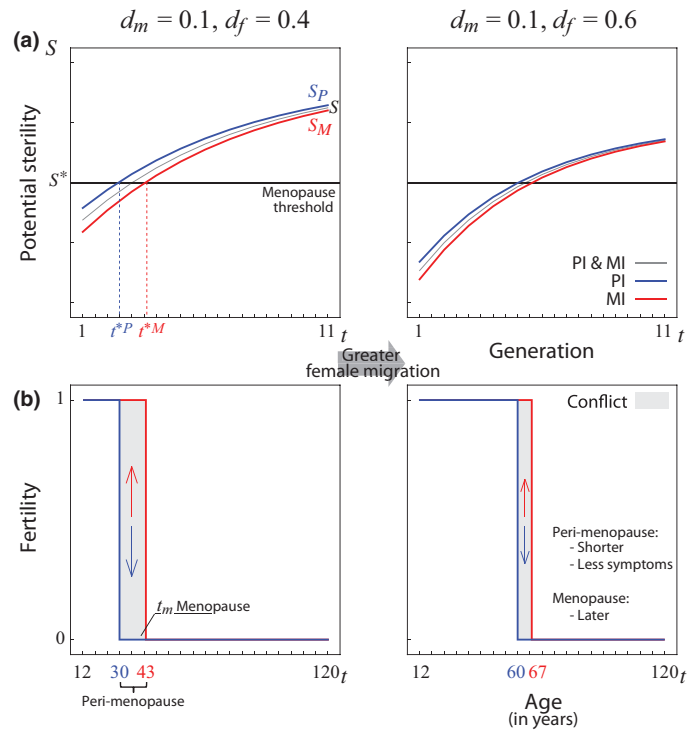 d_m = 0.1, d_f = 0.4
d_m = 0.1, d_f = 0.6
(a)
S
S_P
S
S_M
S*
Potential sterility
Menopause
threshold
PI & MI
PI
MI
1
t*P
t*M
11 t
1
11 t
Generation
Greater
female migration
(b)
1
Conflict
Fertility
Peri-menopause:
- Shorter
- Less symptoms
t_m Menopause
Menopause:
- Later
0
12
30
43
120 t
Peri-menopause
12
60
67
120 t
Age
(in years)